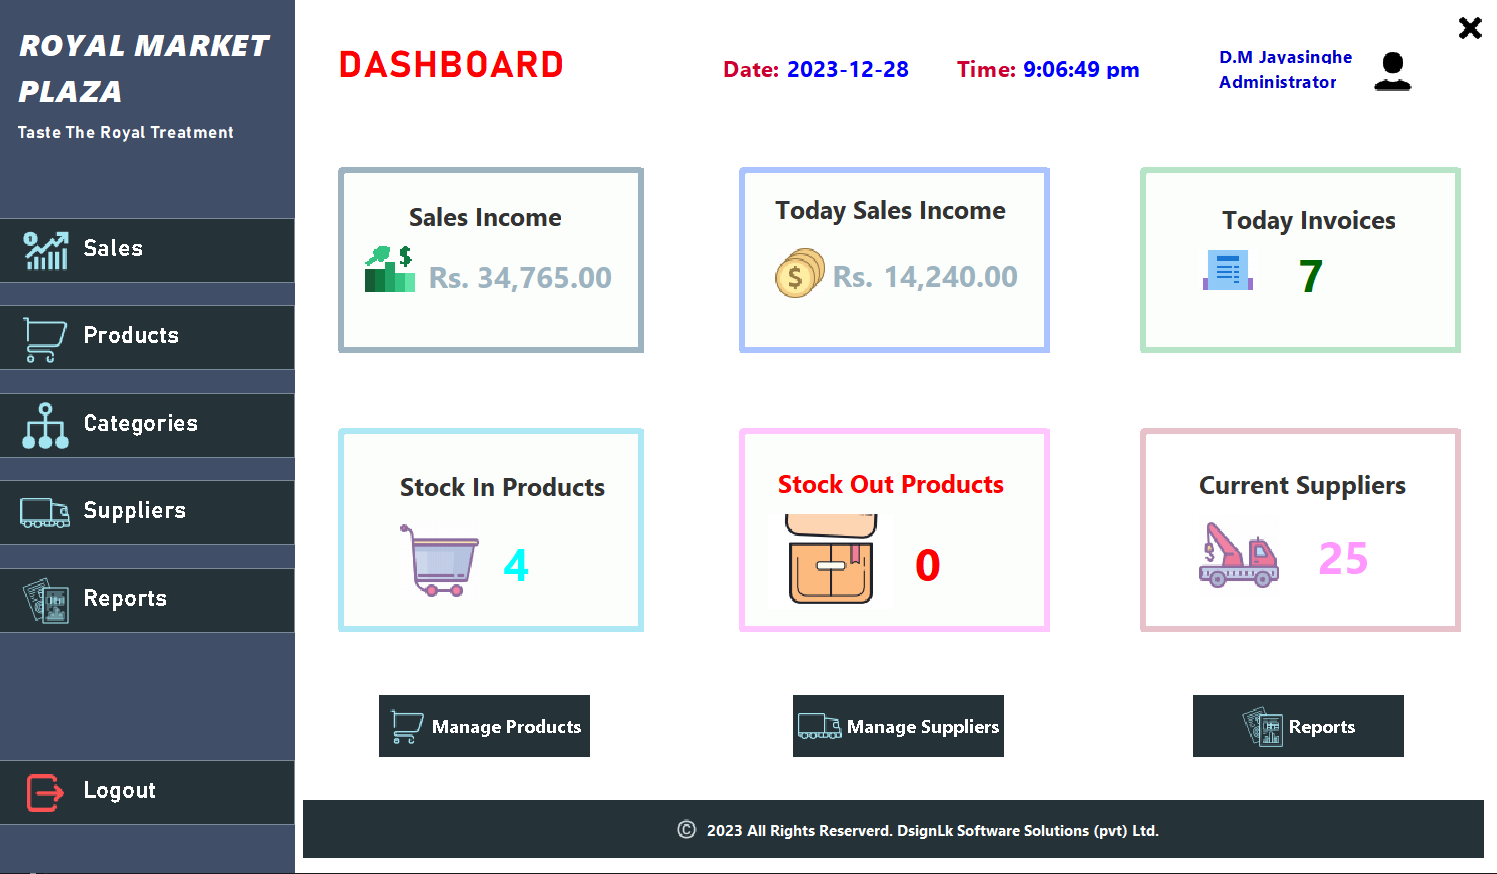 ROYAL MARKET
PLAZA
Taste The Royal Treatment
Sales
Products
Categories
Suppliers
Reports
Logout
DASHBOARD
Date: 2023-12-28
Time: 9:06:49 pm
D.M Jayasinghe
Administrator
Sales Income
Rs. 34,765.00
Today Sales Income
Rs. 14,240.00
Today Invoices
7
Stock In Products
4
Stock Out Products
0
Current Suppliers
25
Manage Products
Manage Suppliers
Reports
© 2023 All Rights Reserverd. DsignLk Software Solutions (pvt) Ltd.